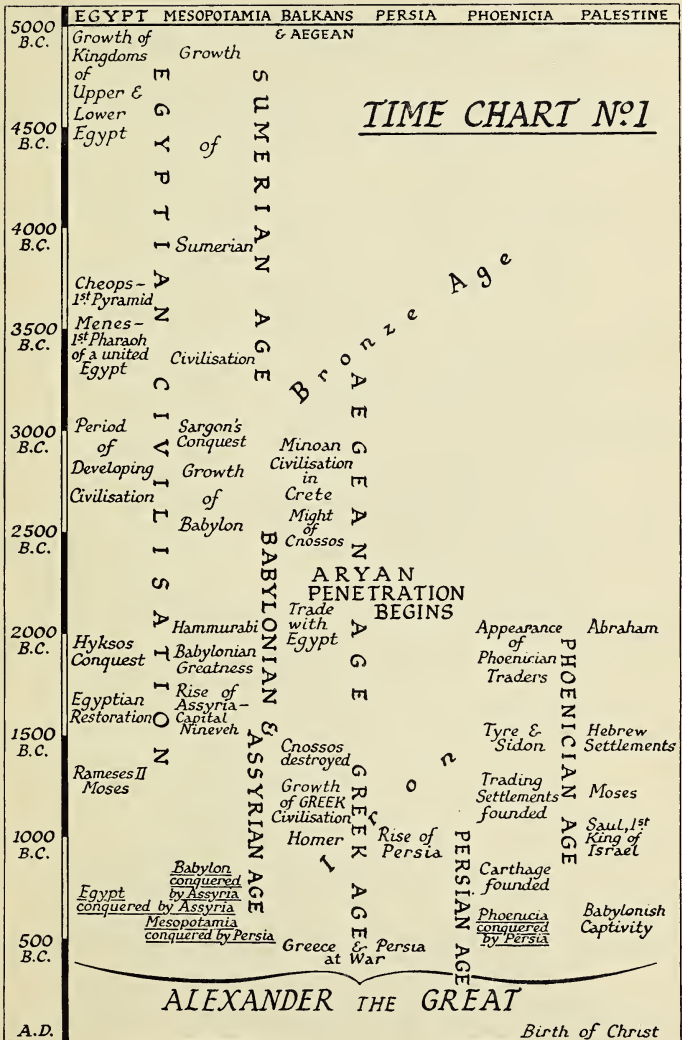 EGYPT MESOPOTAMIA BALKANS PERSIA PHOENICIA PALESTINE
& AEGEAN
TIME CHART Nº1
5000
B.C.
4500
B.C.
4000
B.C.
3500
B.C.
3000
B.C.
2500
B.C.
2000
B.C.
1500
B.C.
1000
B.C.
500
B.C.
A.D.
Growth of
Kingdoms
of
Upper &
Lower
Egypt
Cheops-
1st Pyramid
Menes-
1st Pharaoh
of a united
Egypt
Period
of
Developing
Civilisation
Hyksos
Conquest
Egyptian
Restoration
Rameses II
Moses
Egypt
conquered by Assyria
EGYPTIAN CIVILISATION
Growth
of
Sumerian
Civilisation
Sargon's
Conquest
Growth
of
Babylon
Hammurabi
Babylonian
Greatness
Rise of
Assyria-
Capital
Nineveh
Babylon
conquered
by Assyria
Mesopotamia
conquered by Persia
SUMERIAN AGE
BABYLONIAN &
ASSYRIAN AGE
Bronze Age
Minoan
Civilisation
in
Crete
Might
of
Cnossos
ARYAN
PENETRATION
BEGINS
Trade
with
Egypt
Cnossos
destroyed
Growth
of GREEK
Civilisation
Homer
AEGEAN AGE
GREEK AGE
Iron
Rise of
Persia
Greece & Persia
at War
PERSIAN AGE
Appearance
of
Phoenician
Traders
Tyre &
Sidon
Trading
Settlements
founded
Carthage
founded
Phoenicia
conquered
by Persia
PHOENICIAN AGE
Abraham
Hebrew
Settlements
Moses
Saul, 1st
King of
Israel
Babylonish
Captivity
ALEXANDER THE GREAT
Birth of Christ